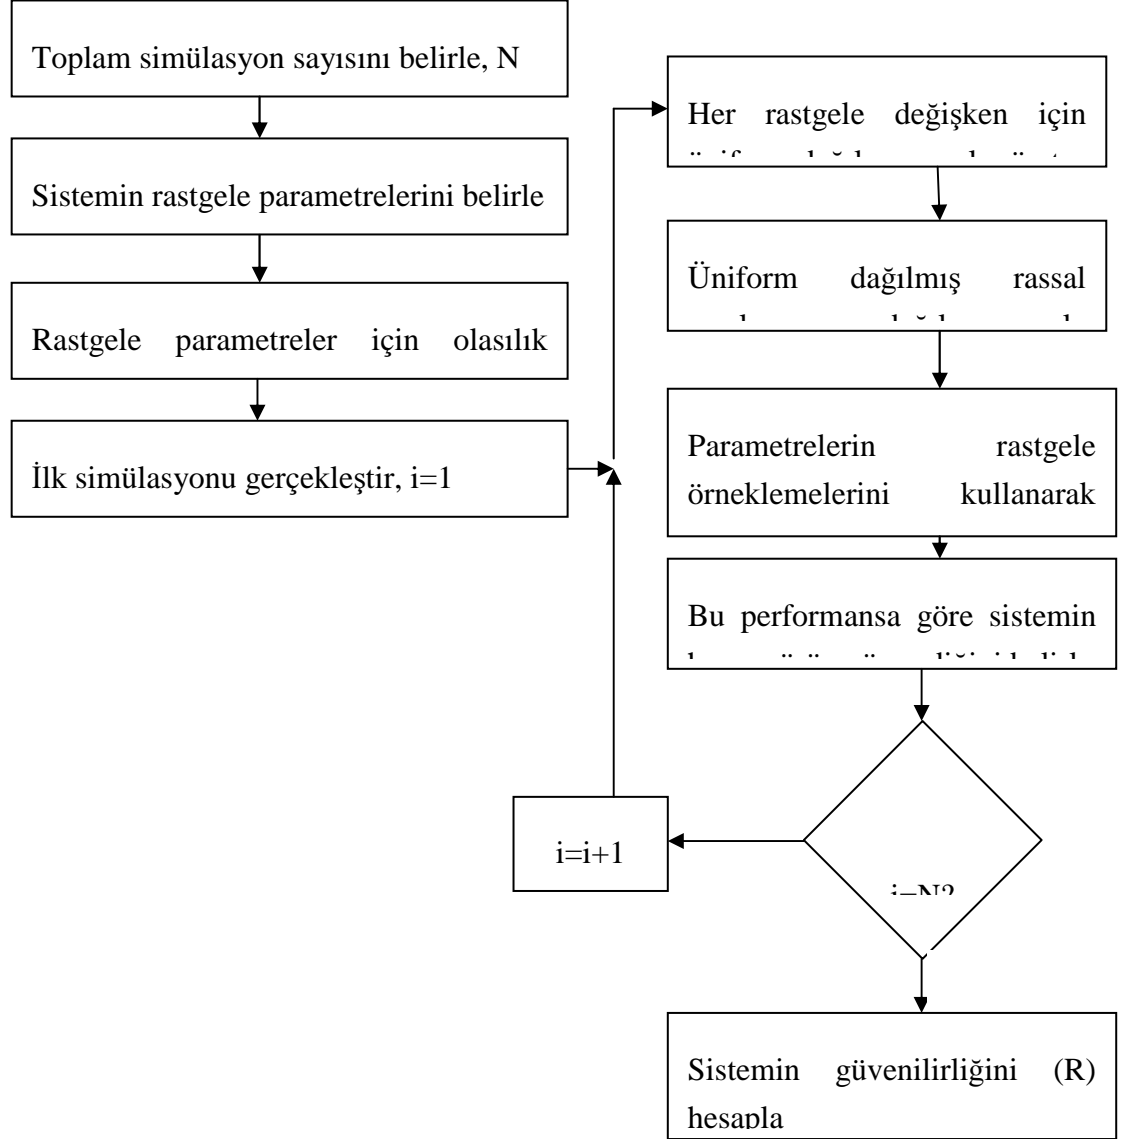 Toplam simülasyon sayısını belirle, N
Sistemin rastgele parametrelerini belirle
Rastgele parametreler için olasılık
İlk simülasyonu gerçekleştir, i=1
Her rastgele değişken için
Üniform dağılmış rassal
Parametrelerin rastgele
örneklemelerini kullanarak
Bu performansa göre sistemin
i=N?
i=i+1
Sistemin güvenilirliğini (R)
hesapla